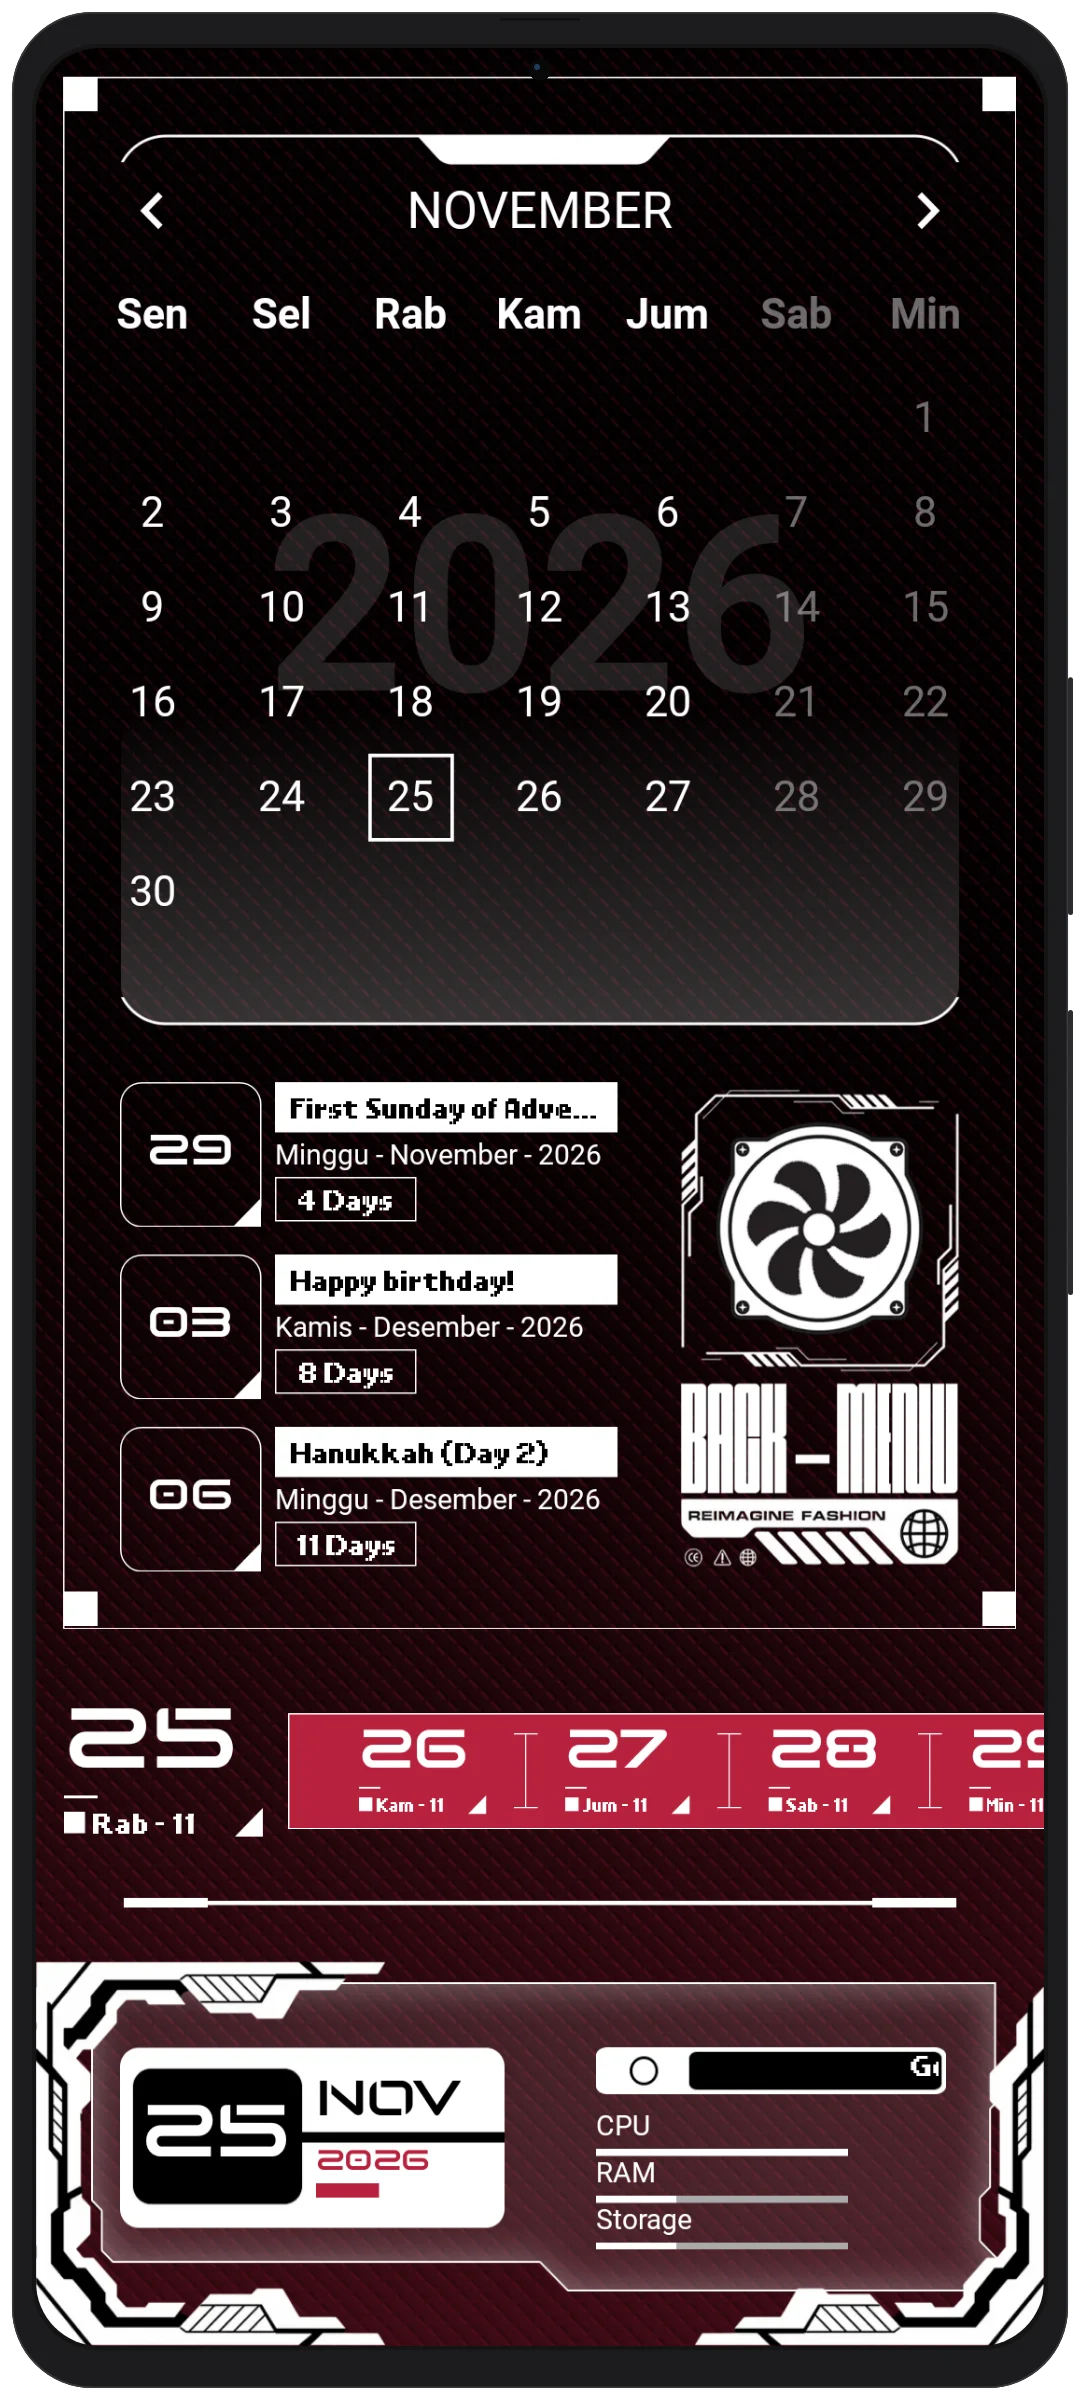 NOVEMBER
Sen Sel Rab Kam Jum Sab Min
1
2 3 4 5 6 7 8
2026
9 10 11 12 13 14 15
16 17 18 19 20 21 22
23 24 25 26 27 28 29
30
29
First Sunday of Adve...
Minggu - November - 2026
4 Days
03
Happy birthday!
Kamis - Desember - 2026
8 Days
06
Hanukkah (Day 2)
Minggu - Desember - 2026
11 Days
BACK - MENUU
REIMAGINE FASHION
CE
25
Rab - 11
26
Kam - 11
27
Jum - 11
28
Sab - 11
29
Min - 11
25
NOV
2026
CPU
RAM
Storage